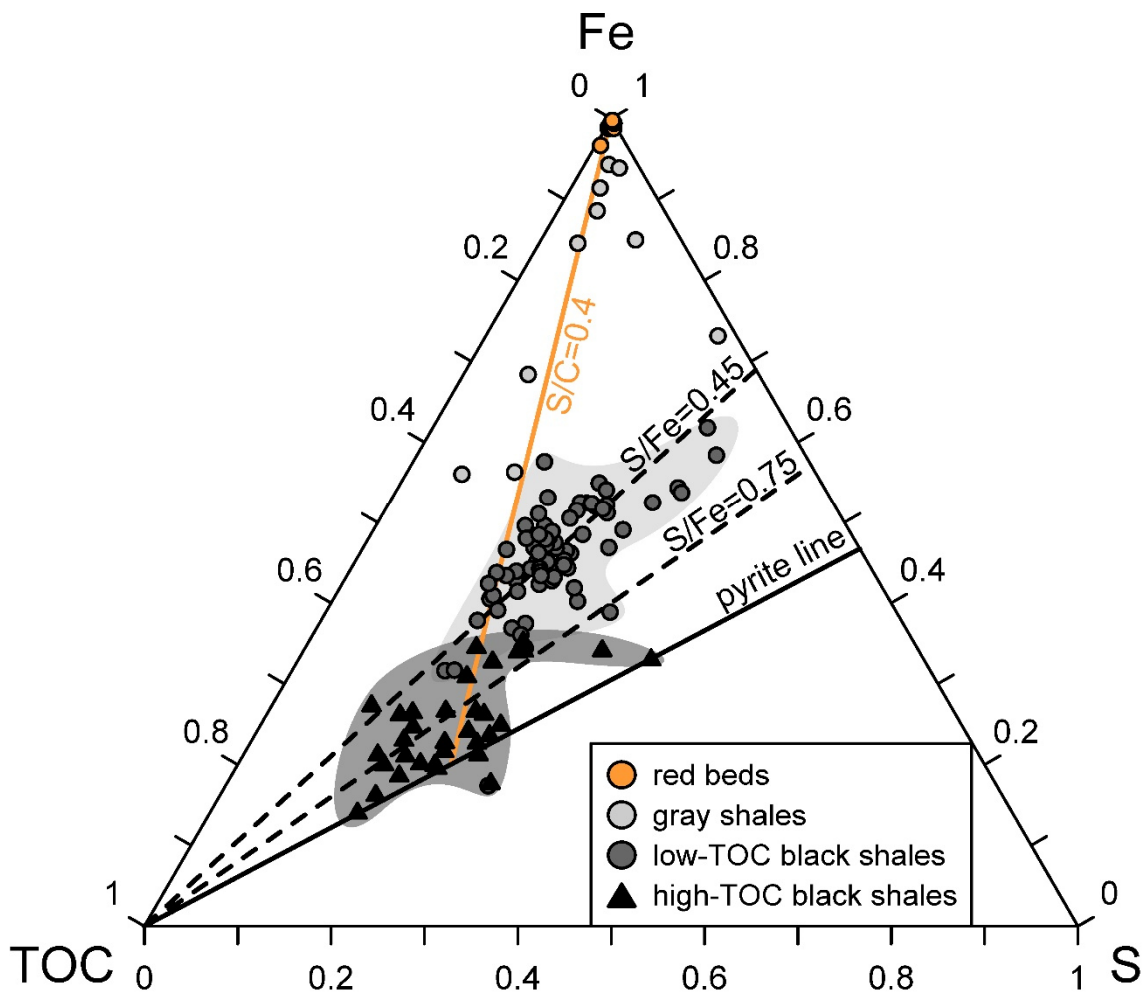 Fe
0 1
0.2 0.8
S/C=0.4
0.4 S/Fe=0.45 0.6
S/Fe=0.75
0.6 pyrite line 0.4
0.8 0.2
red beds
gray shales
low-TOC black shales
high-TOC black shales
1 0
TOC S
0 0.2 0.4 0.6 0.8 1